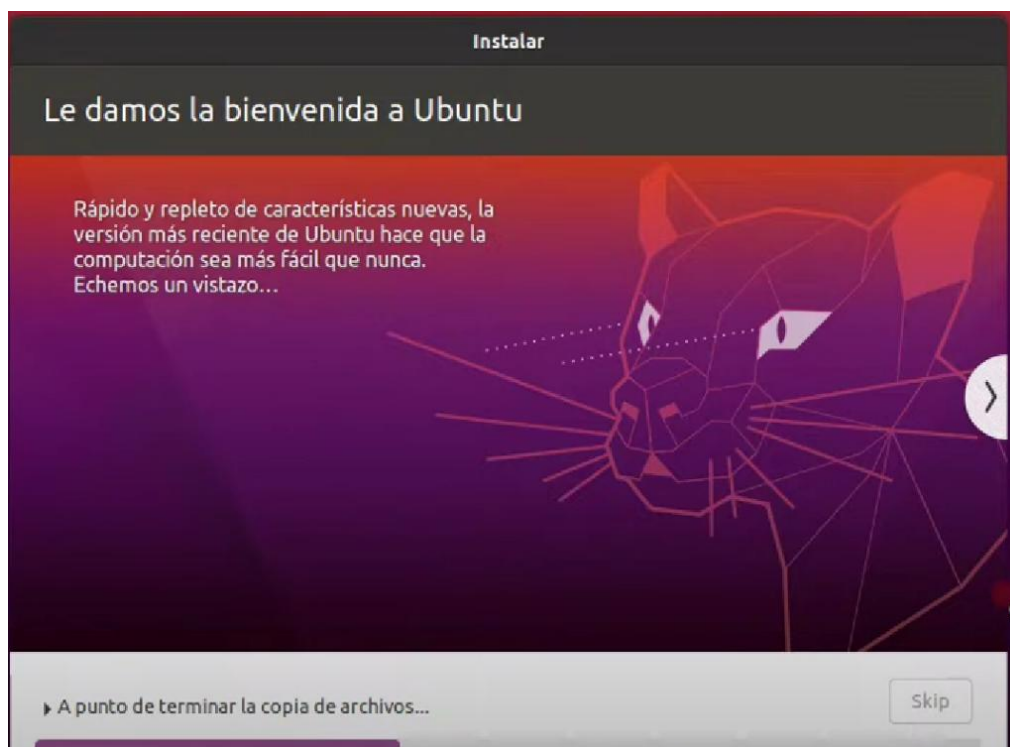 Instalar
Le damos la bienvenida a Ubuntu
Rápido y repleto de características nuevas, la
versión más reciente de Ubuntu hace que la
computación sea más fácil que nunca.
Echemos un vistazo...
A punto de terminar la copia de archivos...
Skip